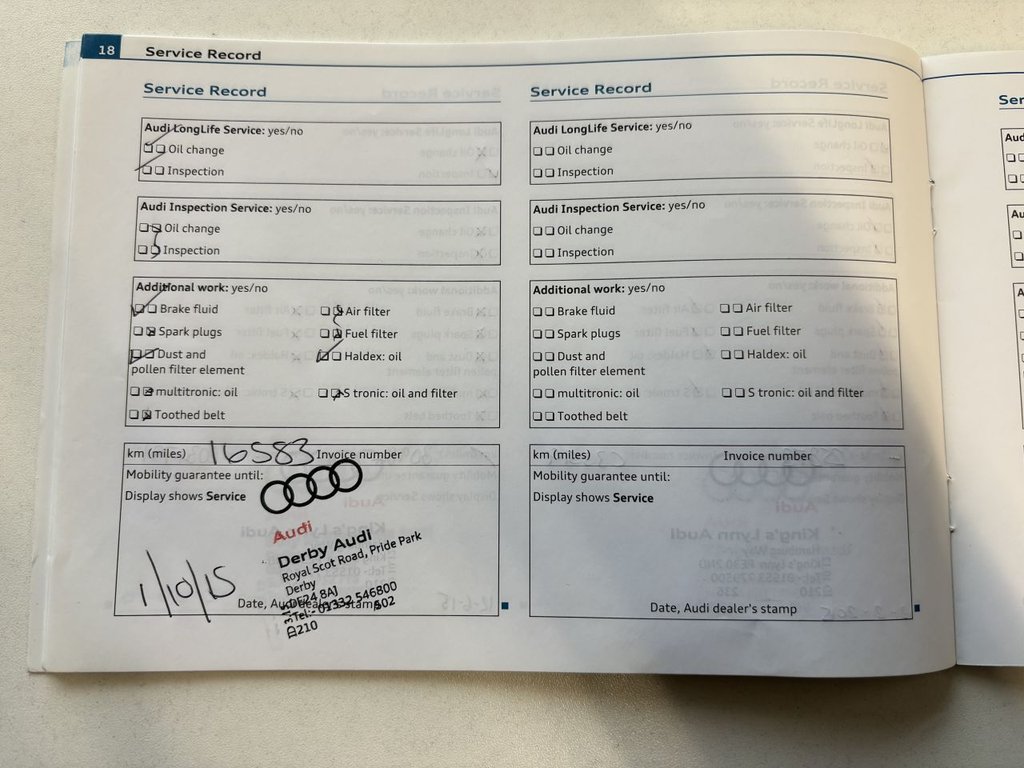 18 Service Record
Service Record
Audi LongLife Service: yes/no
Oil change
Inspection
Audi Inspection Service: yes/no
Oil change
Inspection
Additional work: yes/no
Brake fluid
Air filter
Spark plugs
Fuel filter
Dust and
pollen filter element
Haldex: oil
multitronic: oil
S tronic: oil and filter
Toothed belt
km (miles) 16583 Invoice number
Mobility guarantee until:
Display shows Service
Audi
Derby Audi
Royal Scot Road, Pride Park
Derby
DE24 8AJ
Tel:- 01332 546800
502
210
1/10/15
Date, Audi dealer's stamp
Service Record
Audi LongLife Service: yes/no
Oil change
Inspection
Audi Inspection Service: yes/no
Oil change
Inspection
Additional work: yes/no
Brake fluid
Air filter
Spark plugs
Fuel filter
Dust and
pollen filter element
Haldex: oil
multitronic: oil
S tronic: oil and filter
Toothed belt
km (miles) Invoice number
Mobility guarantee until:
Display shows Service
Date, Audi dealer's stamp